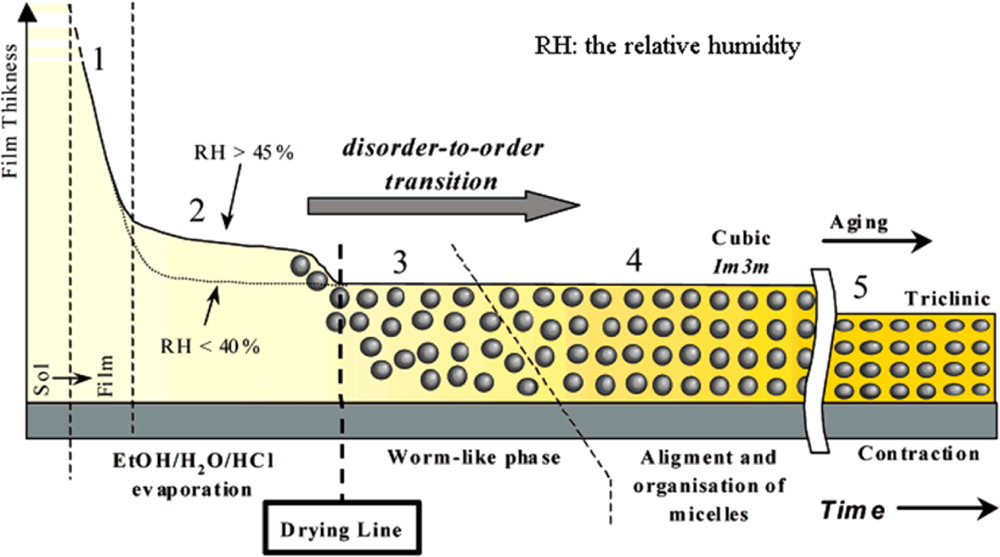 Film Thikness
1
RH: the relative humidity
RH > 45%
disorder-to-order
transition
2
3
4
Cubic
Im3m
Aging
5
Triclinic
RH < 40%
Sol
Film
EtOH/H₂O/HCl
evaporation
Worm-like phase
Aligment and
organisation of
micelles
Contraction
Time
Drying Line